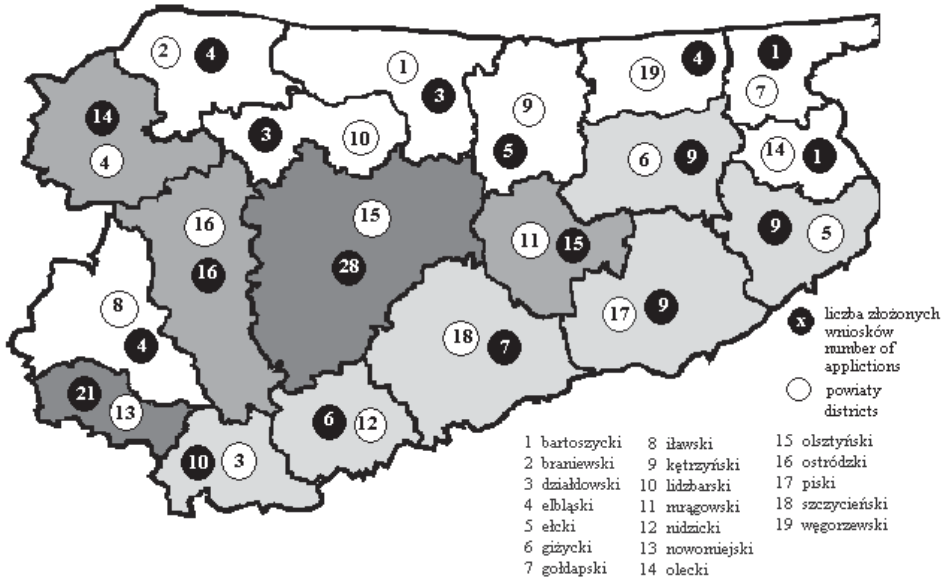 2 4
1 3
9 5
19 4
1 7
14 4
3 10
6 9
14 1
16 16
15 28
11 15
9 5
8 4
18 7
17 9
21 13
6 12
10 3
x liczba złożonych
wniosków
number of
applictions
powiaty
districts
1 bartoszycki
2 braniewski
3 działdowski
4 elbląski
5 ełcki
6 giżycki
7 gołdapski
8 iławski
9 kętrzyński
10 lidzbarski
11 mrągowski
12 nidzicki
13 nowomiejski
14 olecki
15 olsztyński
16 ostródzki
17 piski
18 szczycieński
19 węgorzewski